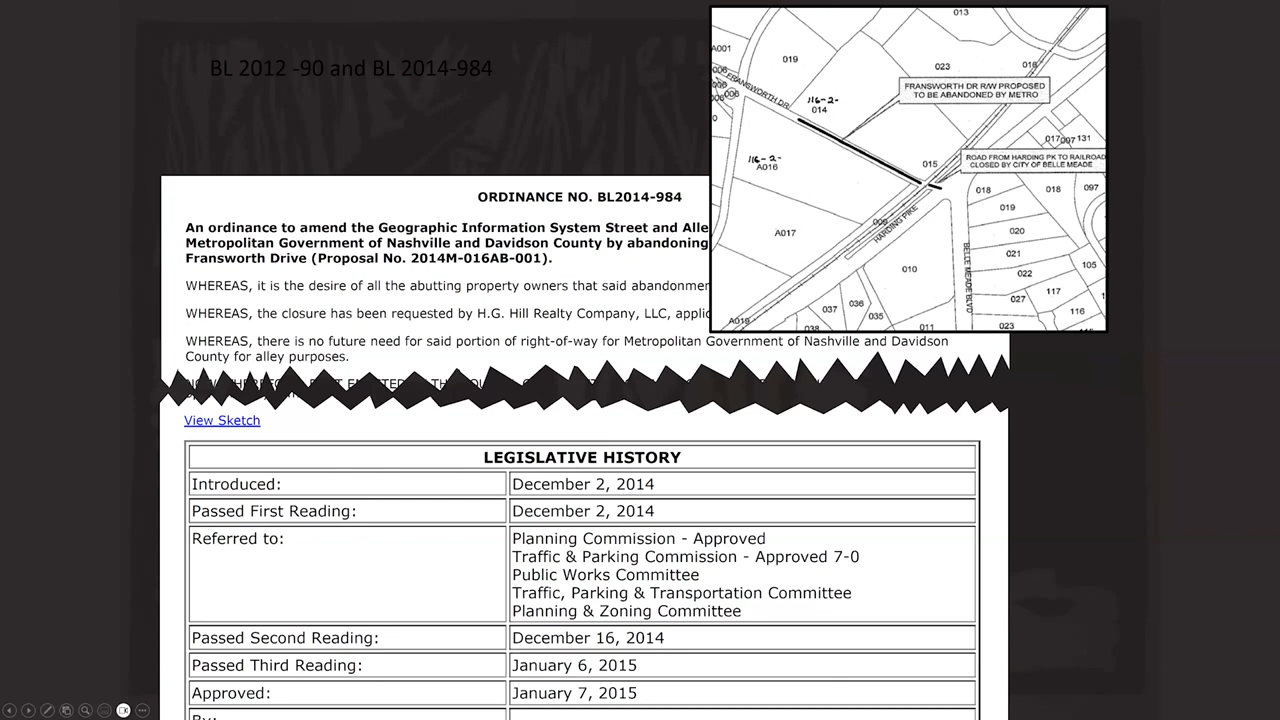 BL 2012 -90 and BL 2014-984
ORDINANCE NO. BL2014-984
An ordinance to amend the Geographic Information System Street and Alle
Metropolitan Government of Nashville and Davidson County by abandoning
Fransworth Drive (Proposal No. 2014M-016AB-001).
WHEREAS, it is the desire of all the abutting property owners that said abandonmer
WHEREAS, the closure has been requested by H.G. Hill Realty Company, LLC, applic
WHEREAS, there is no future need for said portion of right-of-way for Metropolitan Government of Nashville and Davidson
County for alley purposes.
013
A001
019
023
016
006
FRANSWORTH DR
006
FRANSWORTH DR R/W PROPOSED
TO BE ABANDONED BY METRO
116-2-
014
0
017 007 131
116-2-
A016
015
ROAD FROM HARDING PK TO RAILROAD
CLOSED BY CITY OF BELLE MEADE
018
018
097
019
009
HARDING PIKE
020
A017
BELLE MEADE BLVD
021
105
010
022
117
027
036
037
035
116
A019
038
011
023
View Sketch
LEGISLATIVE HISTORY
Introduced: December 2, 2014
Passed First Reading: December 2, 2014
Referred to: Planning Commission - Approved
Traffic & Parking Commission - Approved 7-0
Public Works Committee
Traffic, Parking & Transportation Committee
Planning & Zoning Committee
Passed Second Reading: December 16, 2014
Passed Third Reading: January 6, 2015
Approved: January 7, 2015
By: